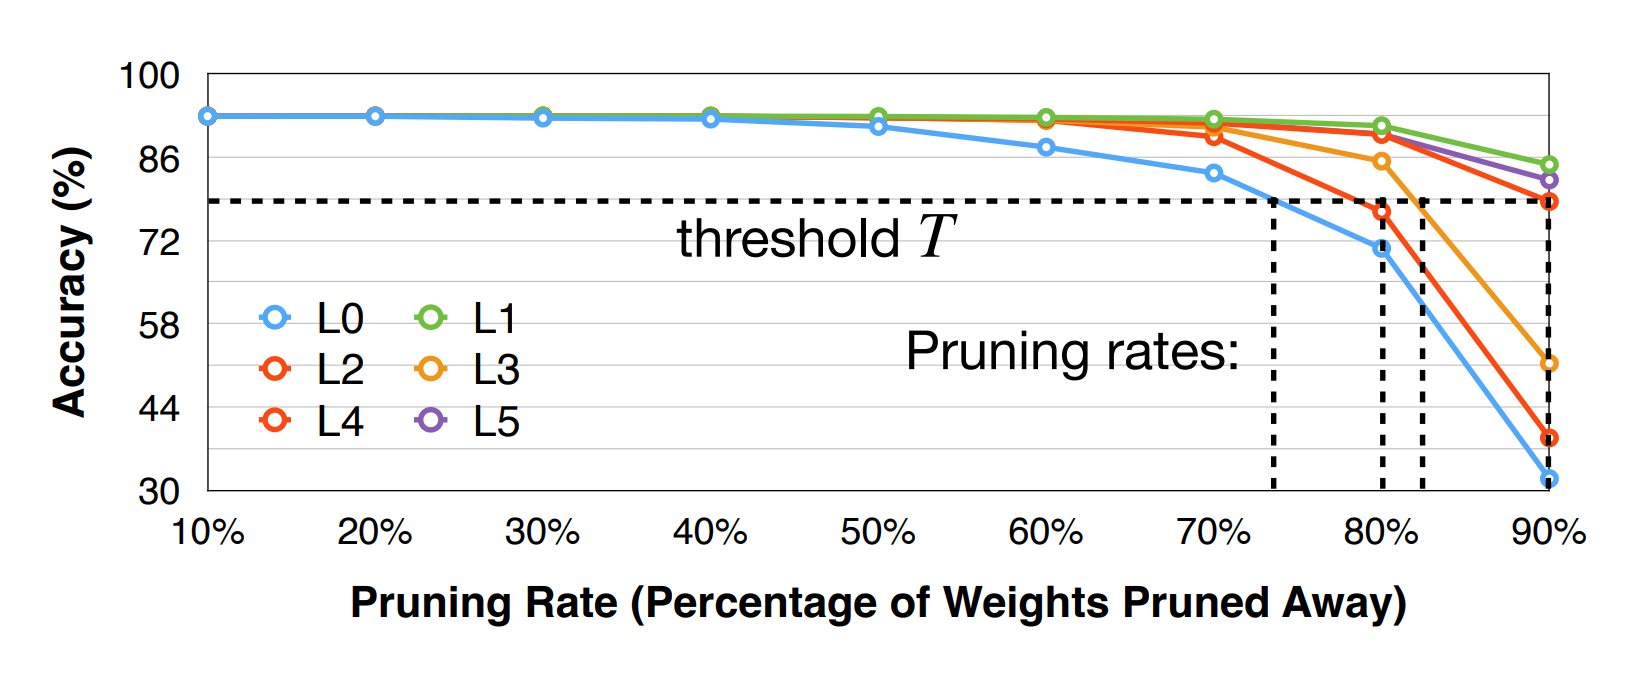 100
86
72
58
44
30
Accuracy (%)
threshold T
L0 L1
L2 L3
L4 L5
Pruning rates:
10% 20% 30% 40% 50% 60% 70% 80% 90%
Pruning Rate (Percentage of Weights Pruned Away)